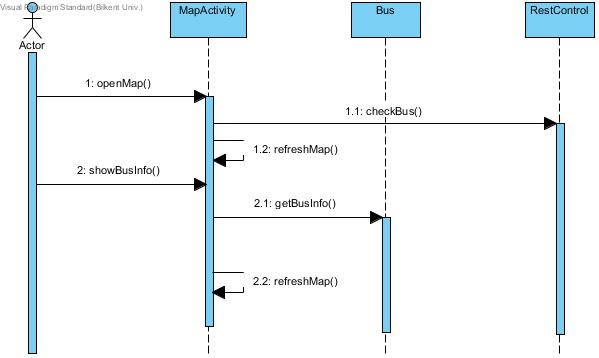 Visual Paradigm Standard(Bilkent Univ.)
MapActivity
Bus
RestControl
Actor
1: openMap()
1.1: checkBus()
1.2: refreshMap()
2: showBusInfo()
2.1: getBusInfo()
2.2: refreshMap()